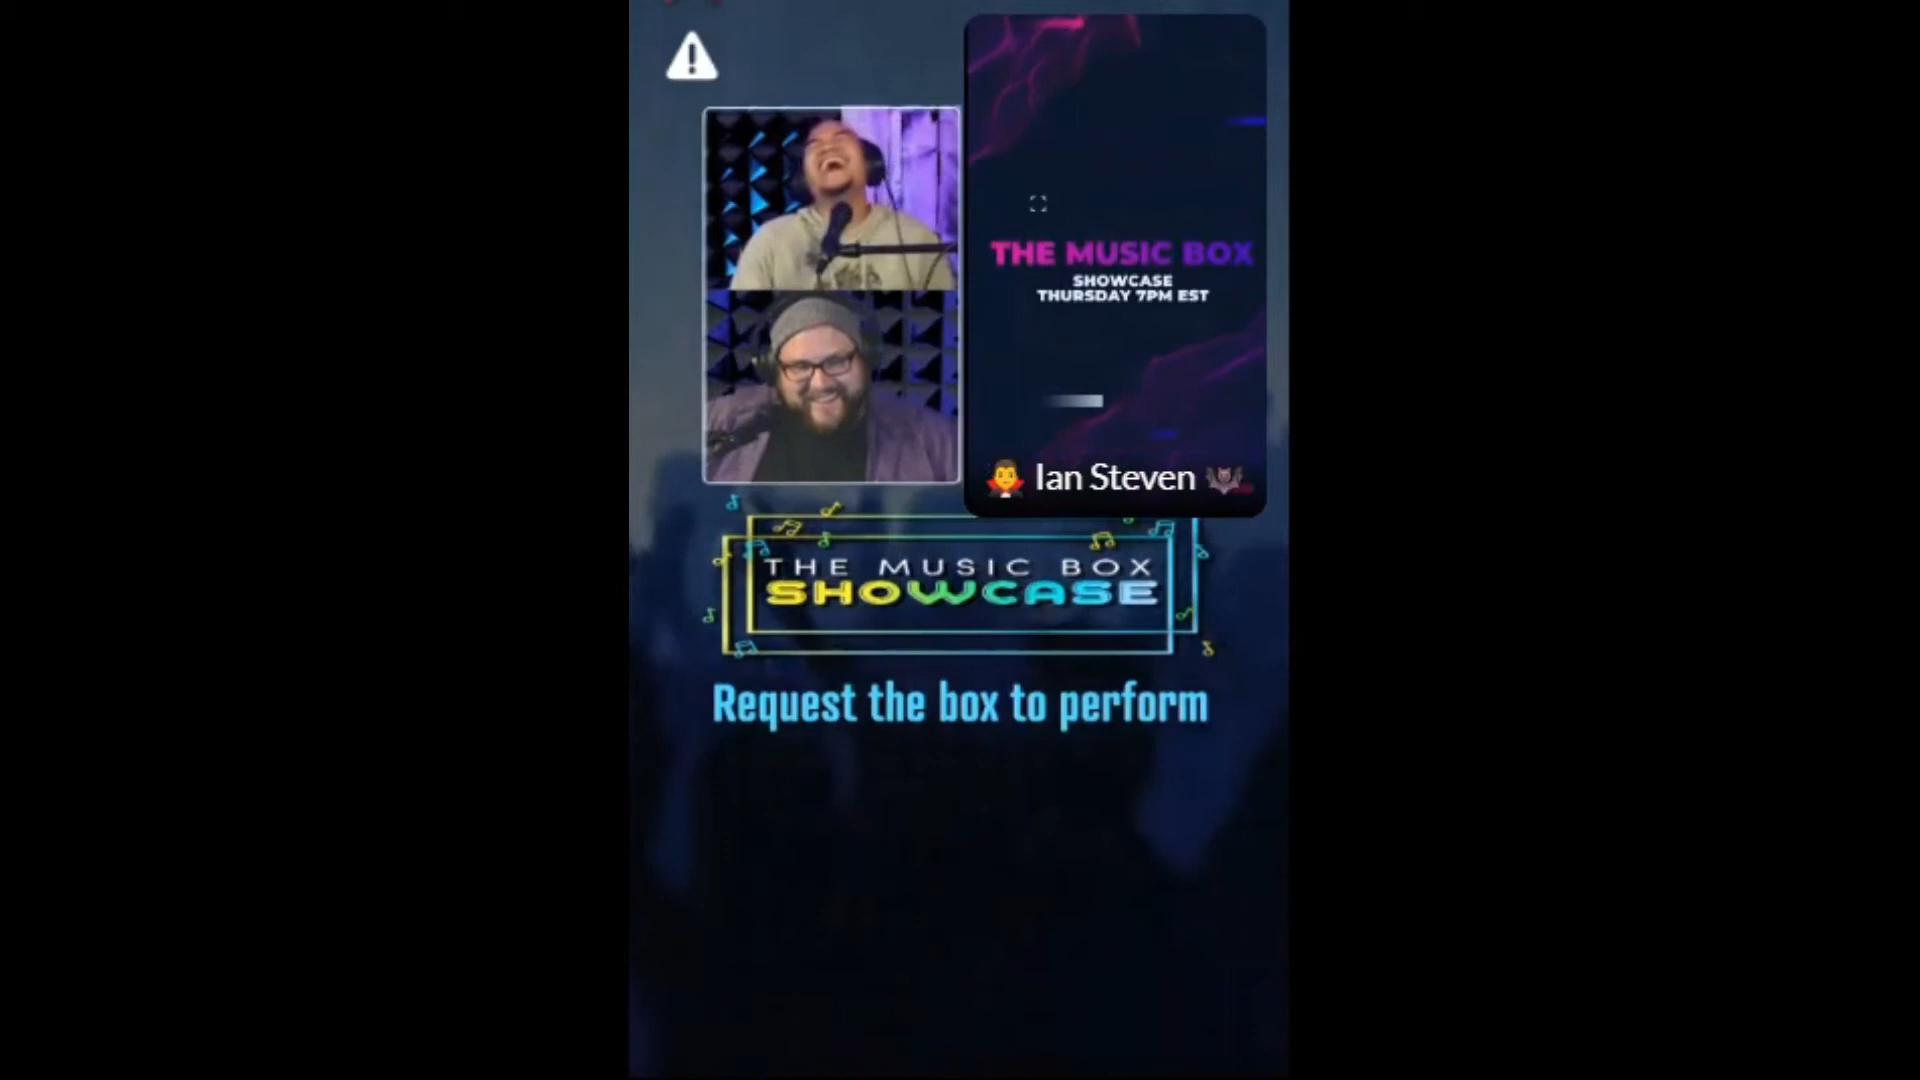 THE MUSIC BOX
SHOWCASE
THURSDAY 7PM EST
Ian Steven
THE MUSIC BOX
SHOWCASE
Request the box to perform